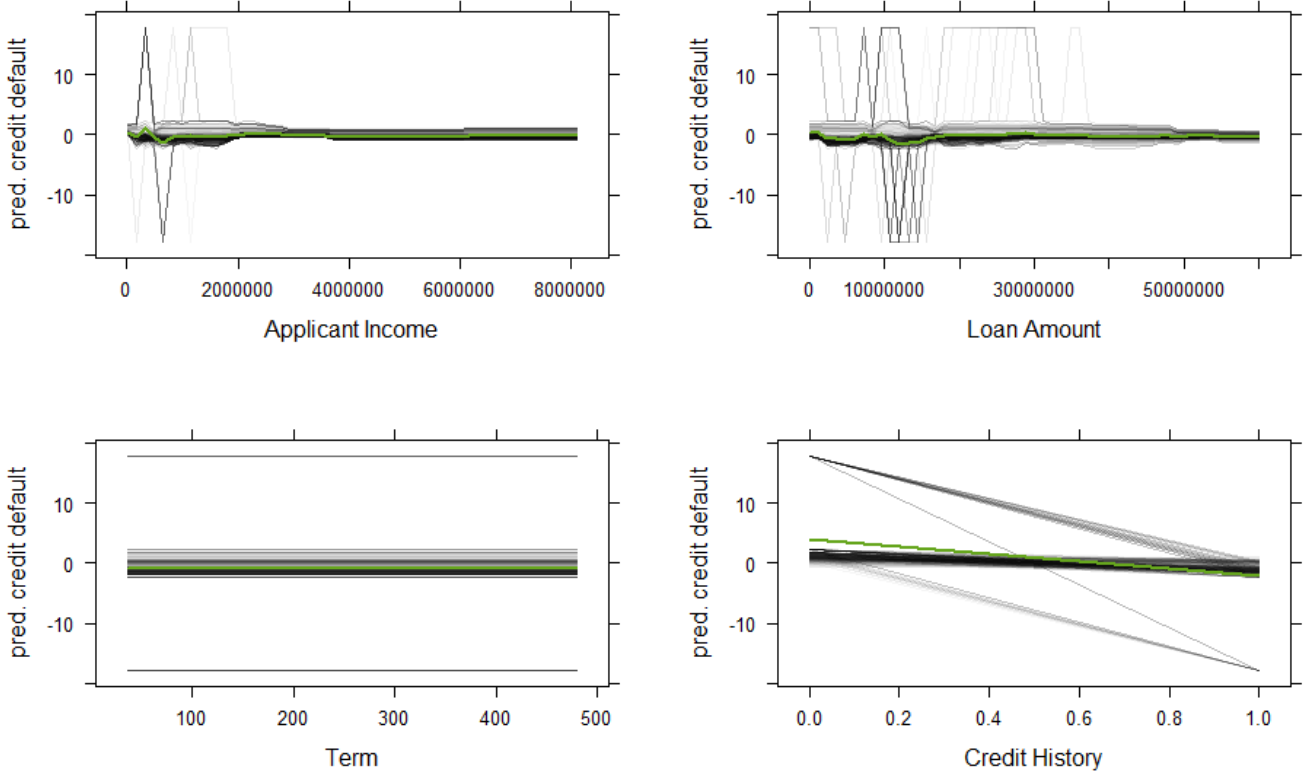 pred. credit default
10
0
-10
0 2000000 4000000 6000000 8000000
Applicant Income
pred. credit default
10
0
-10
0 10000000 30000000 50000000
Loan Amount
pred. credit default
10
0
-10
100 200 300 400 500
Term
pred. credit default
10
0
-10
0.0 0.2 0.4 0.6 0.8 1.0
Credit History